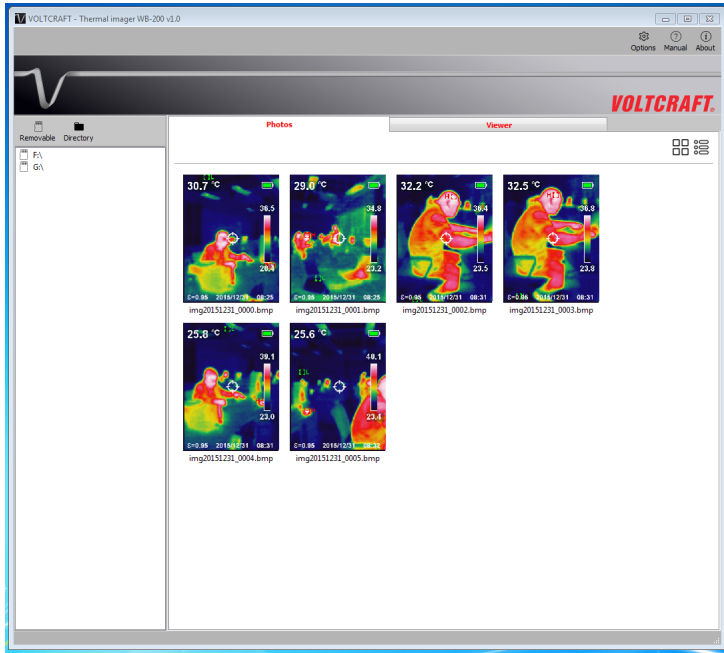 VOLTCRAFT - Thermal imager WB-200 v1.0
Options Manual About
VOLTCRAFT®
Removable Directory
Photos Viewer
F:\
G:\
30.7 °C
36.5
20.4
ε=0.95 2015/12/31 08:25
img20151231_0000.bmp
29.0 °C
34.8
23.2
ε=0.95 2015/12/31 08:25
img20151231_0001.bmp
32.2 °C
36.4
23.5
ε=0.95 2015/12/31 08:31
img20151231_0002.bmp
32.5 °C
36.8
23.8
ε=0.95 2015/12/31 08:31
img20151231_0003.bmp
25.8 °C
39.1
23.0
ε=0.95 2015/12/31 08:31
img20151231_0004.bmp
25.6 °C
40.1
23.4
ε=0.95 2015/12/31 08:32
img20151231_0005.bmp